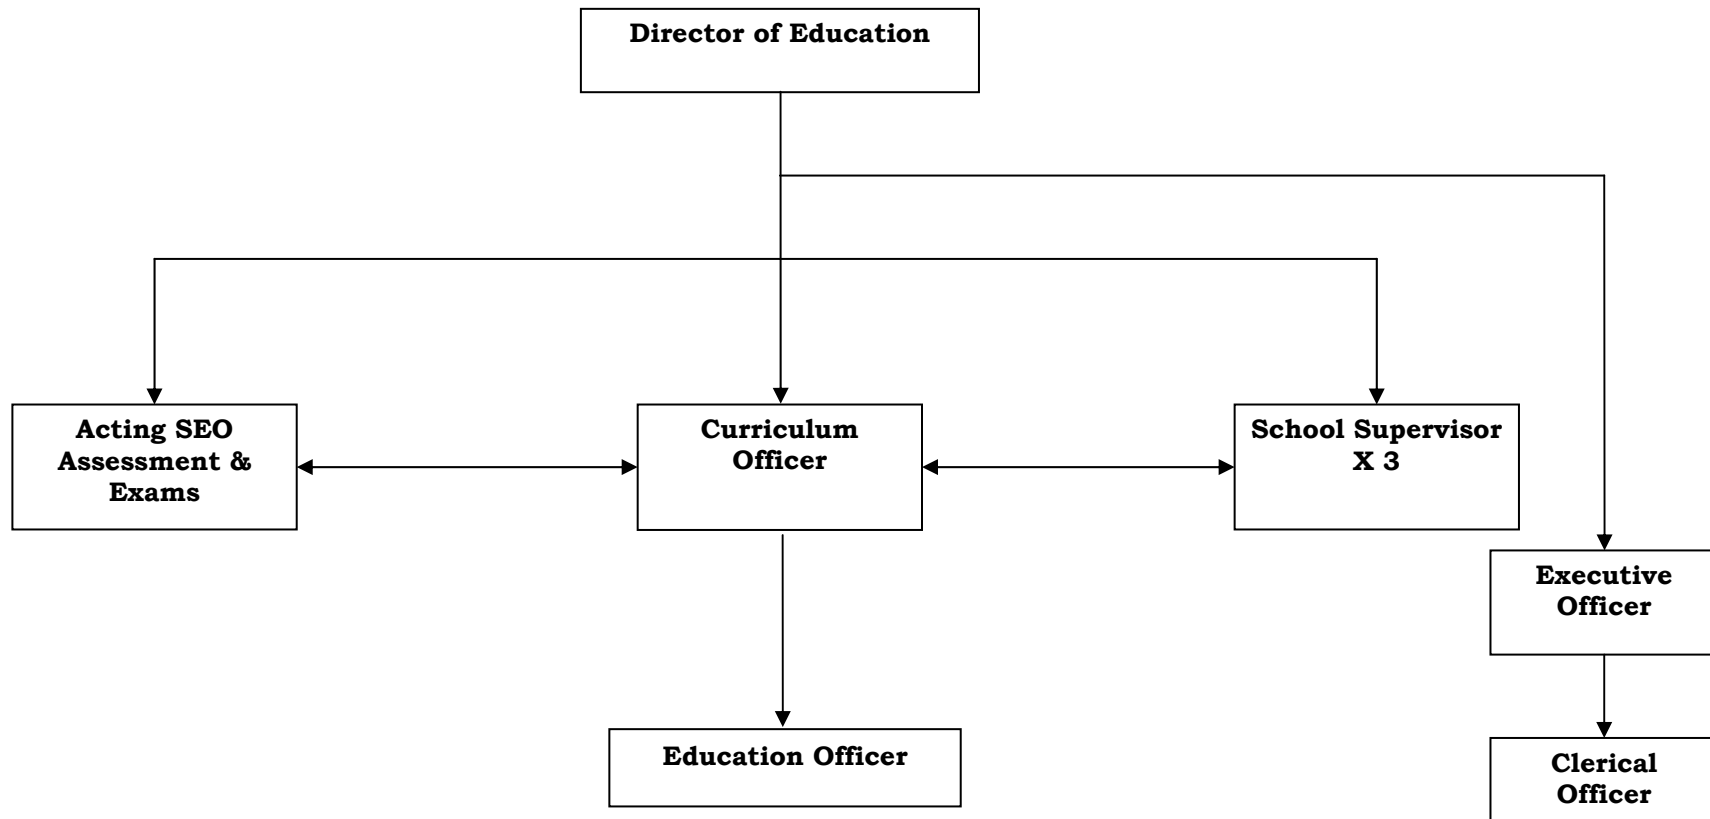 Director of Education
Acting SEO
Assessment &
Exams
Curriculum
Officer
School Supervisor
X 3
Executive
Officer
Education Officer
Clerical
Officer